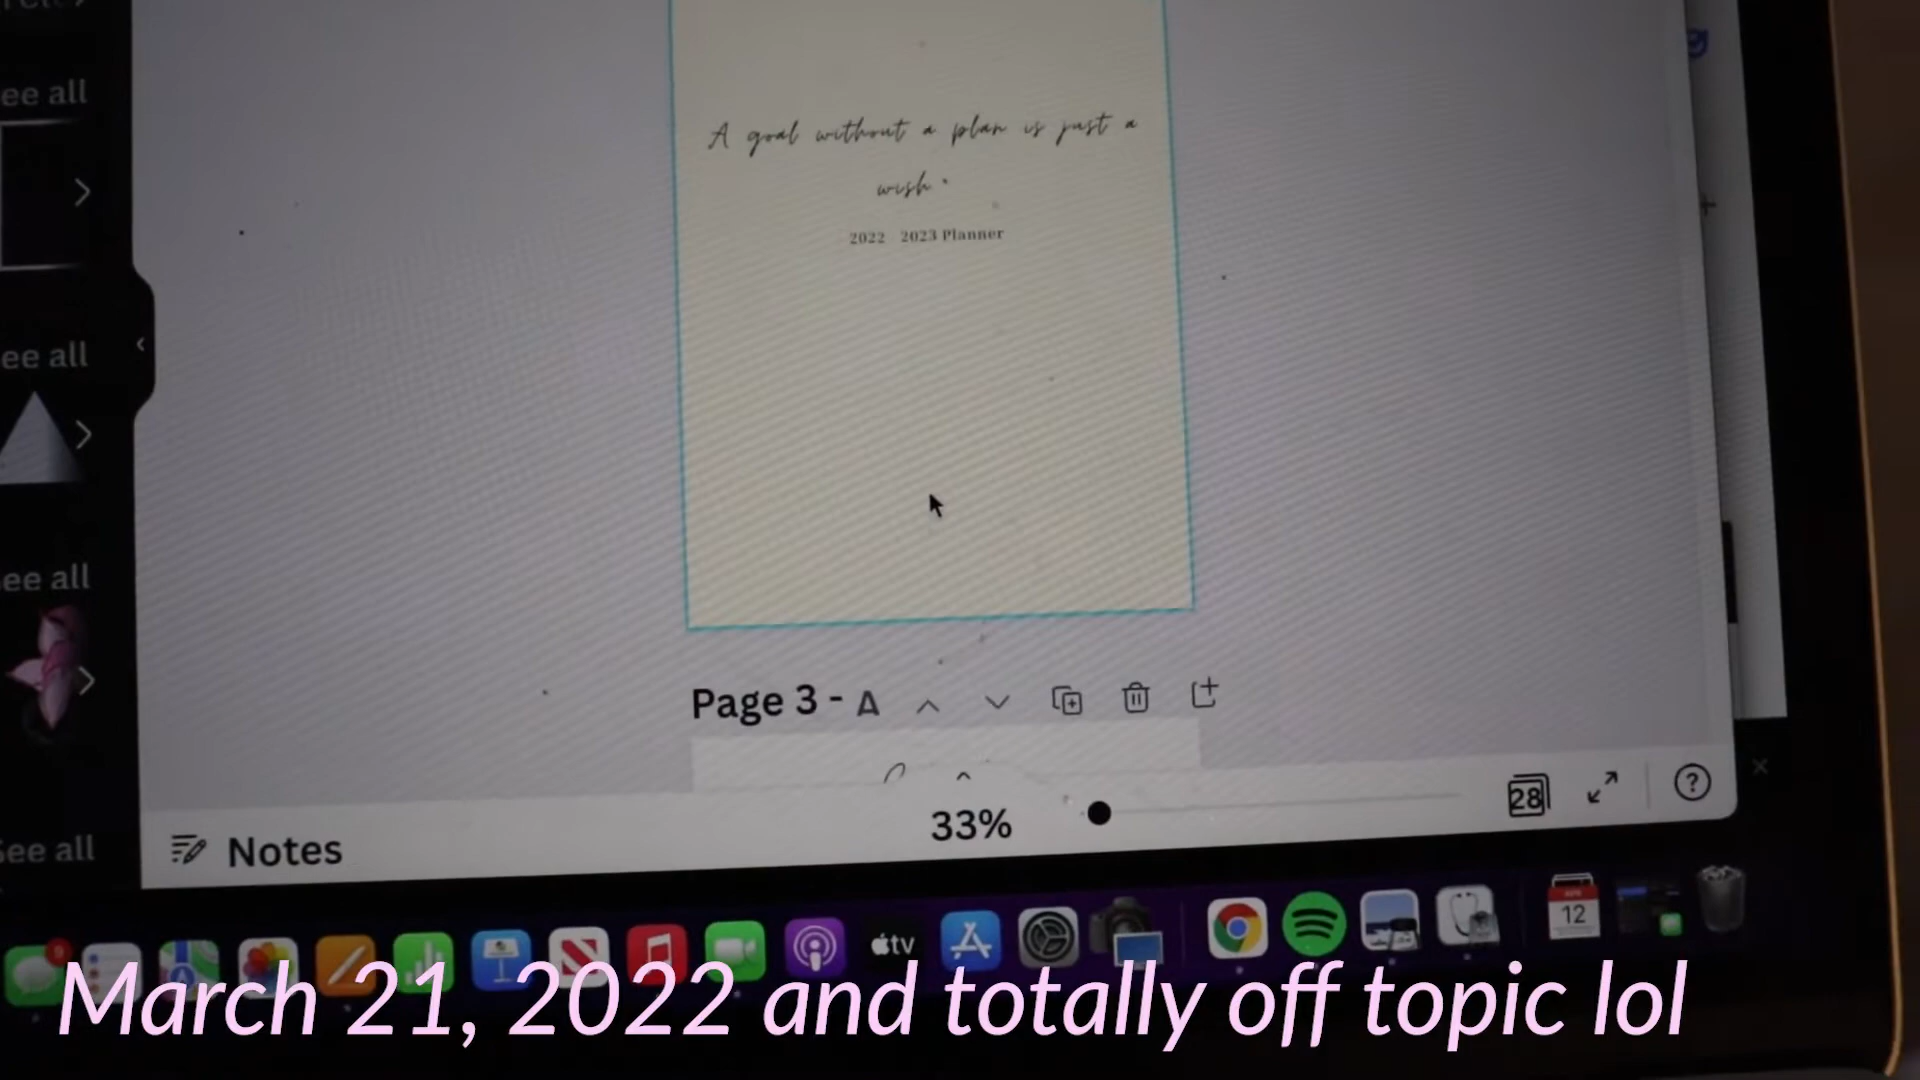 ee all
A goal without a plan is just a
wish.
2022 2023 Planner
ee all
ee all
Page 3 - A
33%
28
?
See all
Notes
tv
12
March 21, 2022 and totally off topic lol